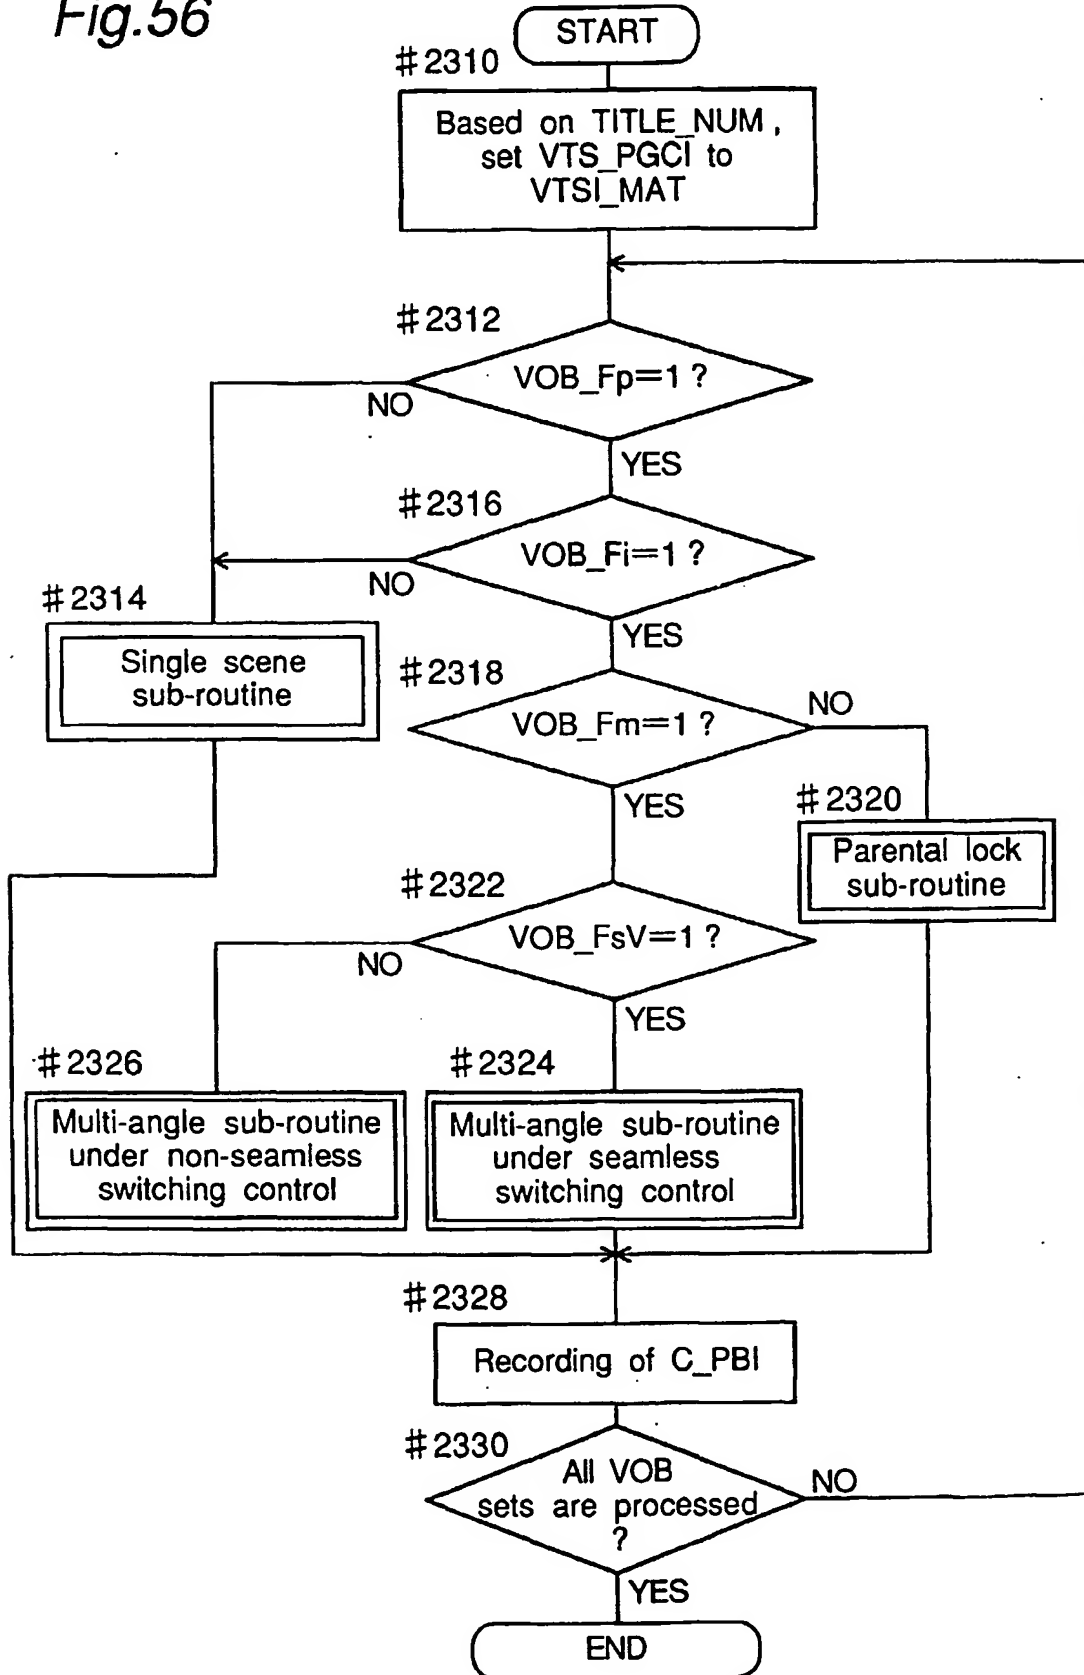 Fig.56
START
#2310
Based on TITLE_NUM,
set VTS_PGCI to
VTSI_MAT
#2312
VOB_Fp=1 ?
NO
YES
#2316
VOB_Fi=1 ?
NO
YES
#2314
Single scene
sub-routine
#2318
VOB_Fm=1 ?
NO
YES
#2320
Parental lock
sub-routine
#2322
VOB_FsV=1 ?
NO
YES
#2326
Multi-angle sub-routine
under non-seamless
switching control
#2324
Multi-angle sub-routine
under seamless
switching control
#2328
Recording of C_PBI
#2330
All VOB
sets are processed
?
NO
YES
END